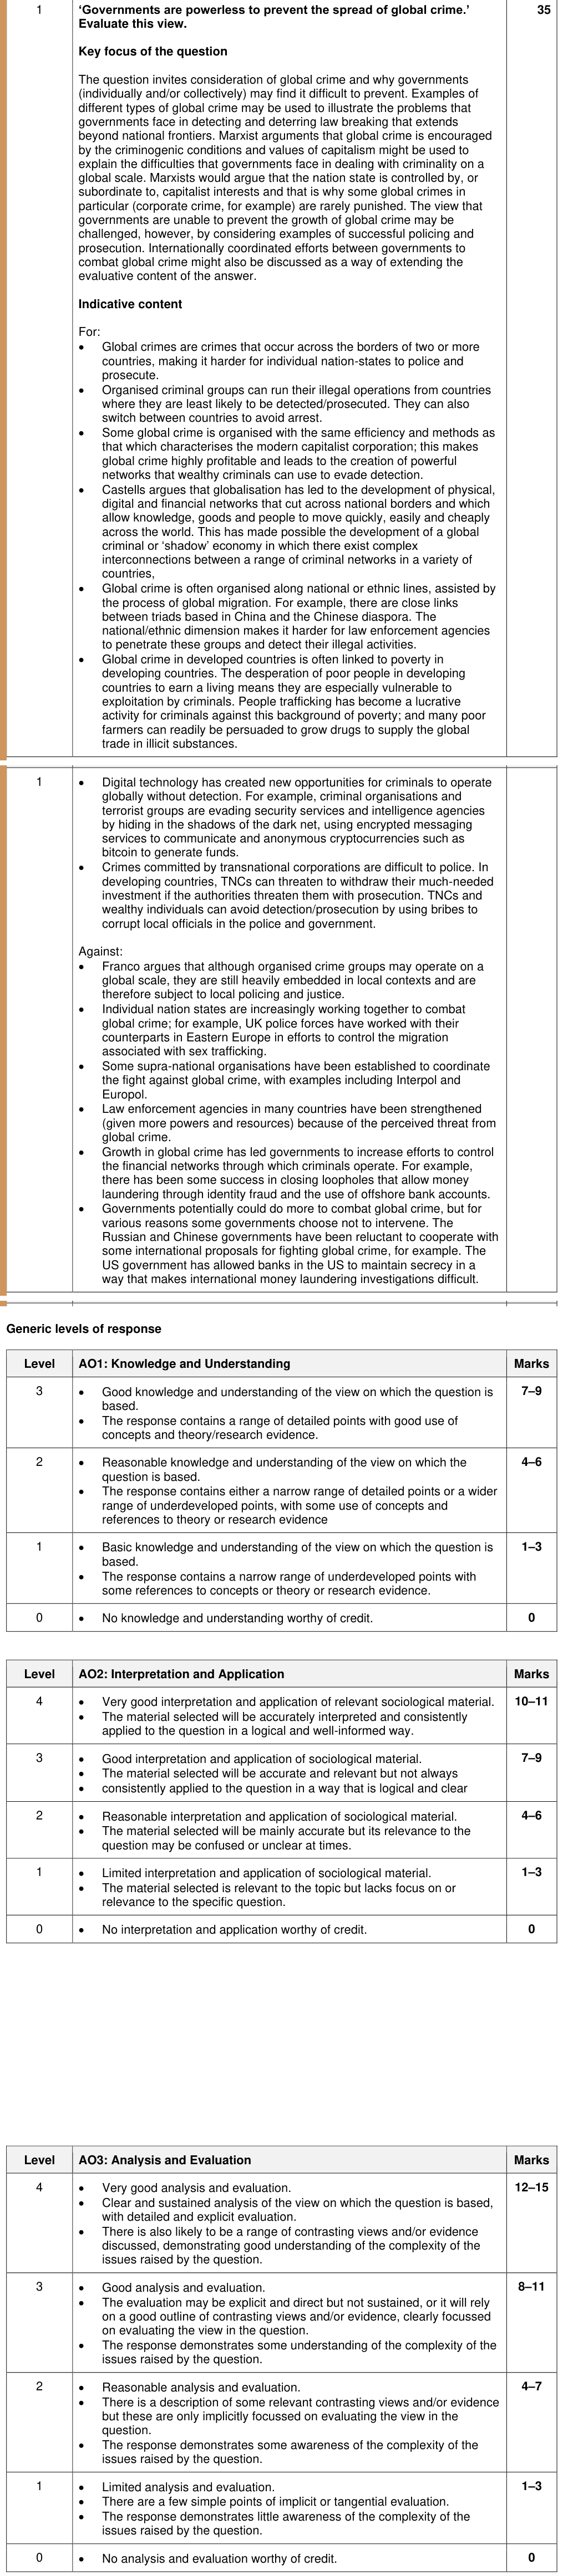 1
‘Governments are powerless to prevent the spread of global crime.’
Evaluate this view.
35
Key focus of the question
The question invites consideration of global crime and why governments
(individually and/or collectively) may find it difficult to prevent. Examples of
different types of global crime may be used to illustrate the problems that
governments face in detecting and deterring law breaking that extends
beyond national frontiers. Marxist arguments that global crime is encouraged
by the criminogenic conditions and values of capitalism might be used to
explain the difficulties that governments face in dealing with criminality on a
global scale. Marxists would argue that the nation state is controlled by, or
subordinate to, capitalist interests and that is why some global crimes in
particular (corporate crime, for example) are rarely punished. The view that
governments are unable to prevent the growth of global crime may be
challenged, however, by considering examples of successful policing and
prosecution. Internationally coordinated efforts between governments to
combat global crime might also be discussed as a way of extending the
evaluative content of the answer.
Indicative content
For:
• Global crimes are crimes that occur across the borders of two or more
countries, making it harder for individual nation-states to police and
prosecute.
• Organised criminal groups can run their illegal operations from countries
where they are least likely to be detected/prosecuted. They can also
switch between countries to avoid arrest.
• Some global crime is organised with the same efficiency and methods as
that which characterises the modern capitalist corporation; this makes
global crime highly profitable and leads to the creation of powerful
networks that wealthy criminals can use to evade detection.
• Castells argues that globalisation has led to the development of physical,
digital and financial networks that cut across national borders and which
allow knowledge, goods and people to move quickly, easily and cheaply
across the world. This has made possible the development of a global
criminal or ‘shadow’ economy in which there exist complex
interconnections between a range of criminal networks in a variety of
countries,
• Global crime is often organised along national or ethnic lines, assisted by
the process of global migration. For example, there are close links
between triads based in China and the Chinese diaspora. The
national/ethnic dimension makes it harder for law enforcement agencies
to penetrate these groups and detect their illegal activities.
• Global crime in developed countries is often linked to poverty in
developing countries. The desperation of poor people in developing
countries to earn a living means they are especially vulnerable to
exploitation by criminals. People trafficking has become a lucrative
activity for criminals against this background of poverty; and many poor
farmers can readily be persuaded to grow drugs to supply the global
trade in illicit substances.
1
• Digital technology has created new opportunities for criminals to operate
globally without detection. For example, criminal organisations and
terrorist groups are evading security services and intelligence agencies
by hiding in the shadows of the dark net, using encrypted messaging
services to communicate and anonymous cryptocurrencies such as
bitcoin to generate funds.
• Crimes committed by transnational corporations are difficult to police. In
developing countries, TNCs can threaten to withdraw their much-needed
investment if the authorities threaten them with prosecution. TNCs and
wealthy individuals can avoid detection/prosecution by using bribes to
corrupt local officials in the police and government.
Against:
• Franco argues that although organised crime groups may operate on a
global scale, they are still heavily embedded in local contexts and are
therefore subject to local policing and justice.
• Individual nation states are increasingly working together to combat
global crime; for example, UK police forces have worked with their
counterparts in Eastern Europe in efforts to control the migration
associated with sex trafficking.
• Some supra-national organisations have been established to coordinate
the fight against global crime, with examples including Interpol and
Europol.
• Law enforcement agencies in many countries have been strengthened
(given more powers and resources) because of the perceived threat from
global crime.
• Growth in global crime has led governments to increase efforts to control
the financial networks through which criminals operate. For example,
there has been some success in closing loopholes that allow money
laundering through identity fraud and the use of offshore bank accounts.
• Governments potentially could do more to combat global crime, but for
various reasons some governments choose not to intervene. The
Russian and Chinese governments have been reluctant to cooperate with
some international proposals for fighting global crime, for example. The
US government has allowed banks in the US to maintain secrecy in a
way that makes international money laundering investigations difficult.
Generic levels of response
Level AO1: Knowledge and Understanding Marks
3 • Good knowledge and understanding of the view on which the question is 7–9
based.
• The response contains a range of detailed points with good use of
concepts and theory/research evidence.
2 • Reasonable knowledge and understanding of the view on which the 4–6
question is based.
• The response contains either a narrow range of detailed points or a wider
range of underdeveloped points, with some use of concepts and
references to theory or research evidence
1 • Basic knowledge and understanding of the view on which the question is 1–3
based.
• The response contains a narrow range of underdeveloped points with
some references to concepts or theory or research evidence.
0 • No knowledge and understanding worthy of credit. 0
Level AO2: Interpretation and Application Marks
4 • Very good interpretation and application of relevant sociological material. 10–11
• The material selected will be accurately interpreted and consistently
applied to the question in a logical and well-informed way.
3 • Good interpretation and application of sociological material. 7–9
• The material selected will be accurate and relevant but not always
• consistently applied to the question in a way that is logical and clear
2 • Reasonable interpretation and application of sociological material. 4–6
• The material selected will be mainly accurate but its relevance to the
question may be confused or unclear at times.
1 • Limited interpretation and application of sociological material. 1–3
• The material selected is relevant to the topic but lacks focus on or
relevance to the specific question.
0 • No interpretation and application worthy of credit. 0
Level AO3: Analysis and Evaluation Marks
4 • Very good analysis and evaluation. 12–15
• Clear and sustained analysis of the view on which the question is based,
with detailed and explicit evaluation.
• There is also likely to be a range of contrasting views and/or evidence
discussed, demonstrating good understanding of the complexity of the
issues raised by the question.
3 • Good analysis and evaluation. 8–11
• The evaluation may be explicit and direct but not sustained, or it will rely
on a good outline of contrasting views and/or evidence, clearly focussed
on evaluating the view in the question.
• The response demonstrates some understanding of the complexity of the
issues raised by the question.
2 • Reasonable analysis and evaluation. 4–7
• There is a description of some relevant contrasting views and/or evidence
but these are only implicitly focussed on evaluating the view in the
question.
• The response demonstrates some awareness of the complexity of the
issues raised by the question.
1 • Limited analysis and evaluation. 1–3
• There are a few simple points of implicit or tangential evaluation.
• The response demonstrates little awareness of the complexity of the
issues raised by the question.
0 • No analysis and evaluation worthy of credit. 0